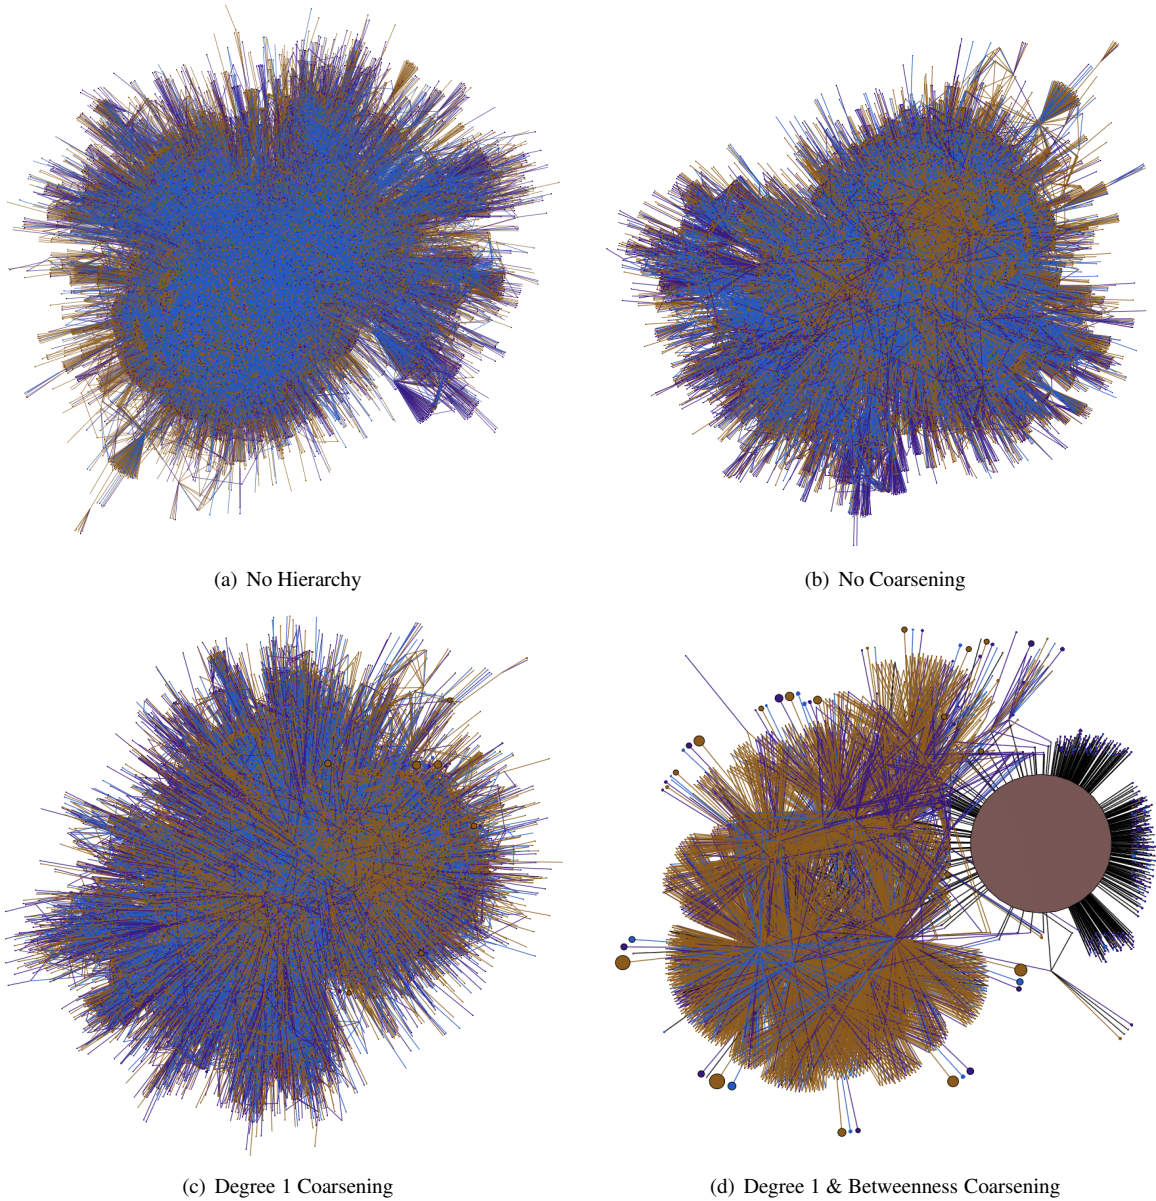 (a) No Hierarchy
(b) No Coarsening
(c) Degree 1 Coarsening
(d) Degree 1 & Betweenness Coarsening